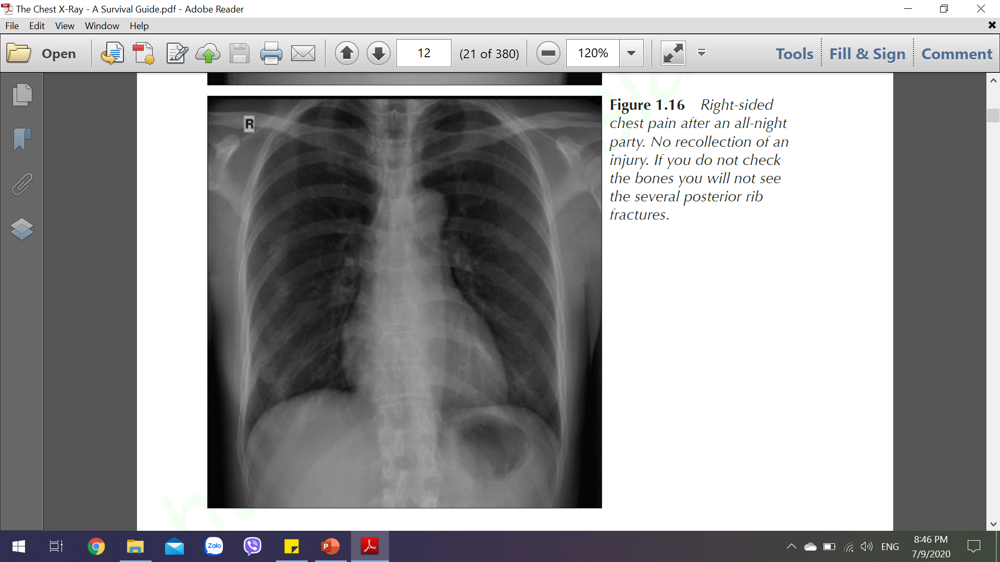 The Chest X-Ray - A Survival Guide.pdf - Adobe Reader
File Edit View Window Help
Open 12 (21 of 380) 120% Tools Fill & Sign Comment
R
Figure 1.16 Right-sided
chest pain after an all-night
party. No recollection of an
injury. If you do not check
the bones you will not see
the several posterior rib
fractures.
Zalo
P
ENG
8:46 PM
7/9/2020